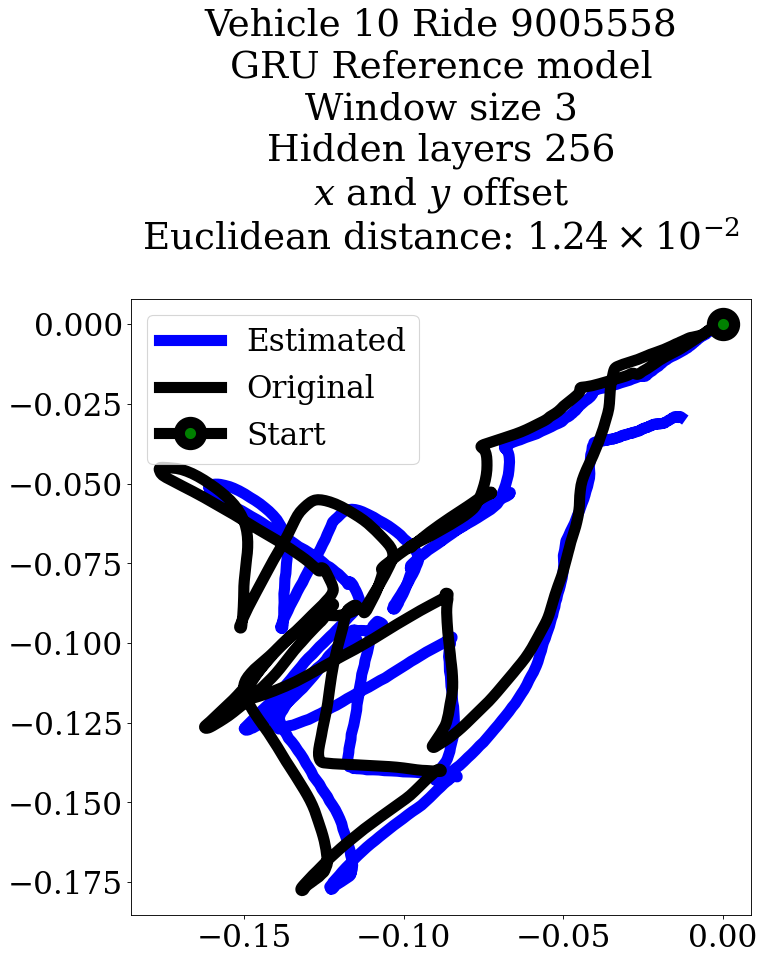 Vehicle 10 Ride 9005558
GRU Reference model
Window size 3
Hidden layers 256
x and y offset
Euclidean distance: 1.24 × 10⁻²
Estimated
Original
Start
0.000
−0.025
−0.050
−0.075
−0.100
−0.125
−0.150
−0.175
−0.15 −0.10 −0.05 0.00